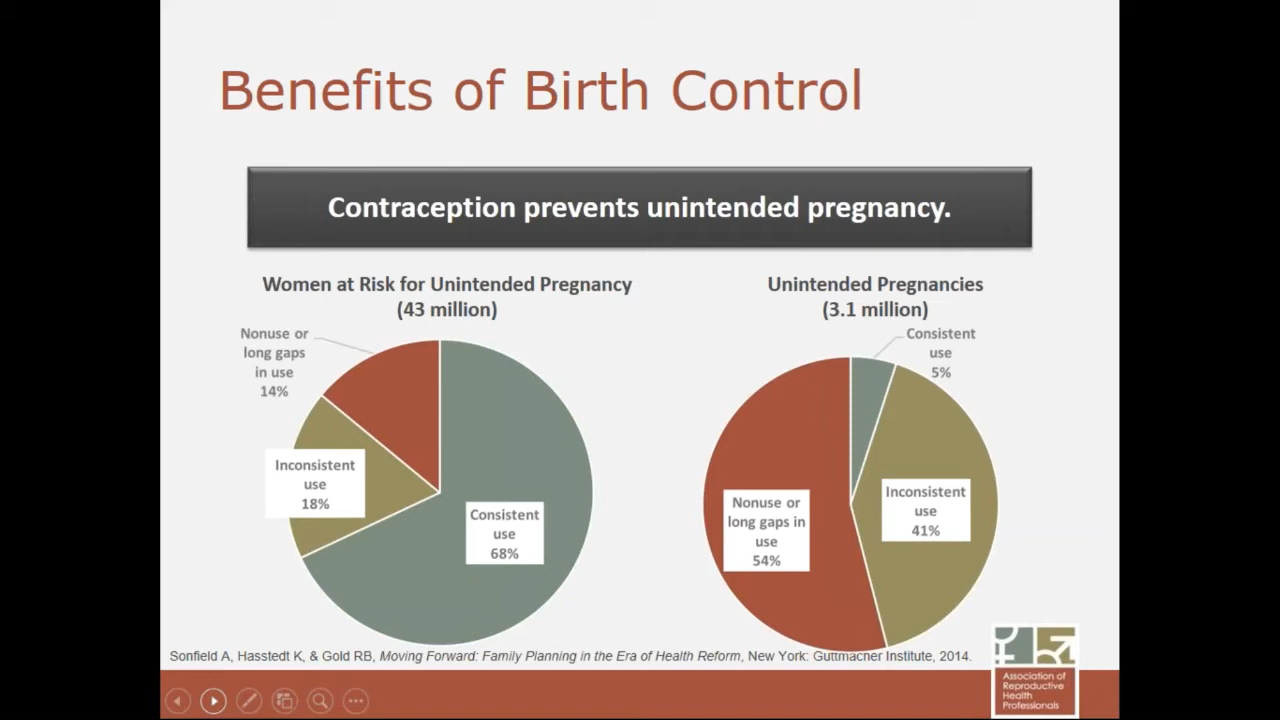 Benefits of Birth Control
Contraception prevents unintended pregnancy.
Women at Risk for Unintended Pregnancy
(43 million)
Nonuse or
long gaps
in use
14%
Inconsistent
use
18%
Consistent
use
68%
Unintended Pregnancies
(3.1 million)
Consistent
use
5%
Nonuse or
long gaps in
use
54%
Inconsistent
use
41%
Sonfield A, Hasstedt K, & Gold RB, Moving Forward: Family Planning in the Era of Health Reform, New York: Guttmacher Institute, 2014.
Association of
Reproductive
Health
Professionals